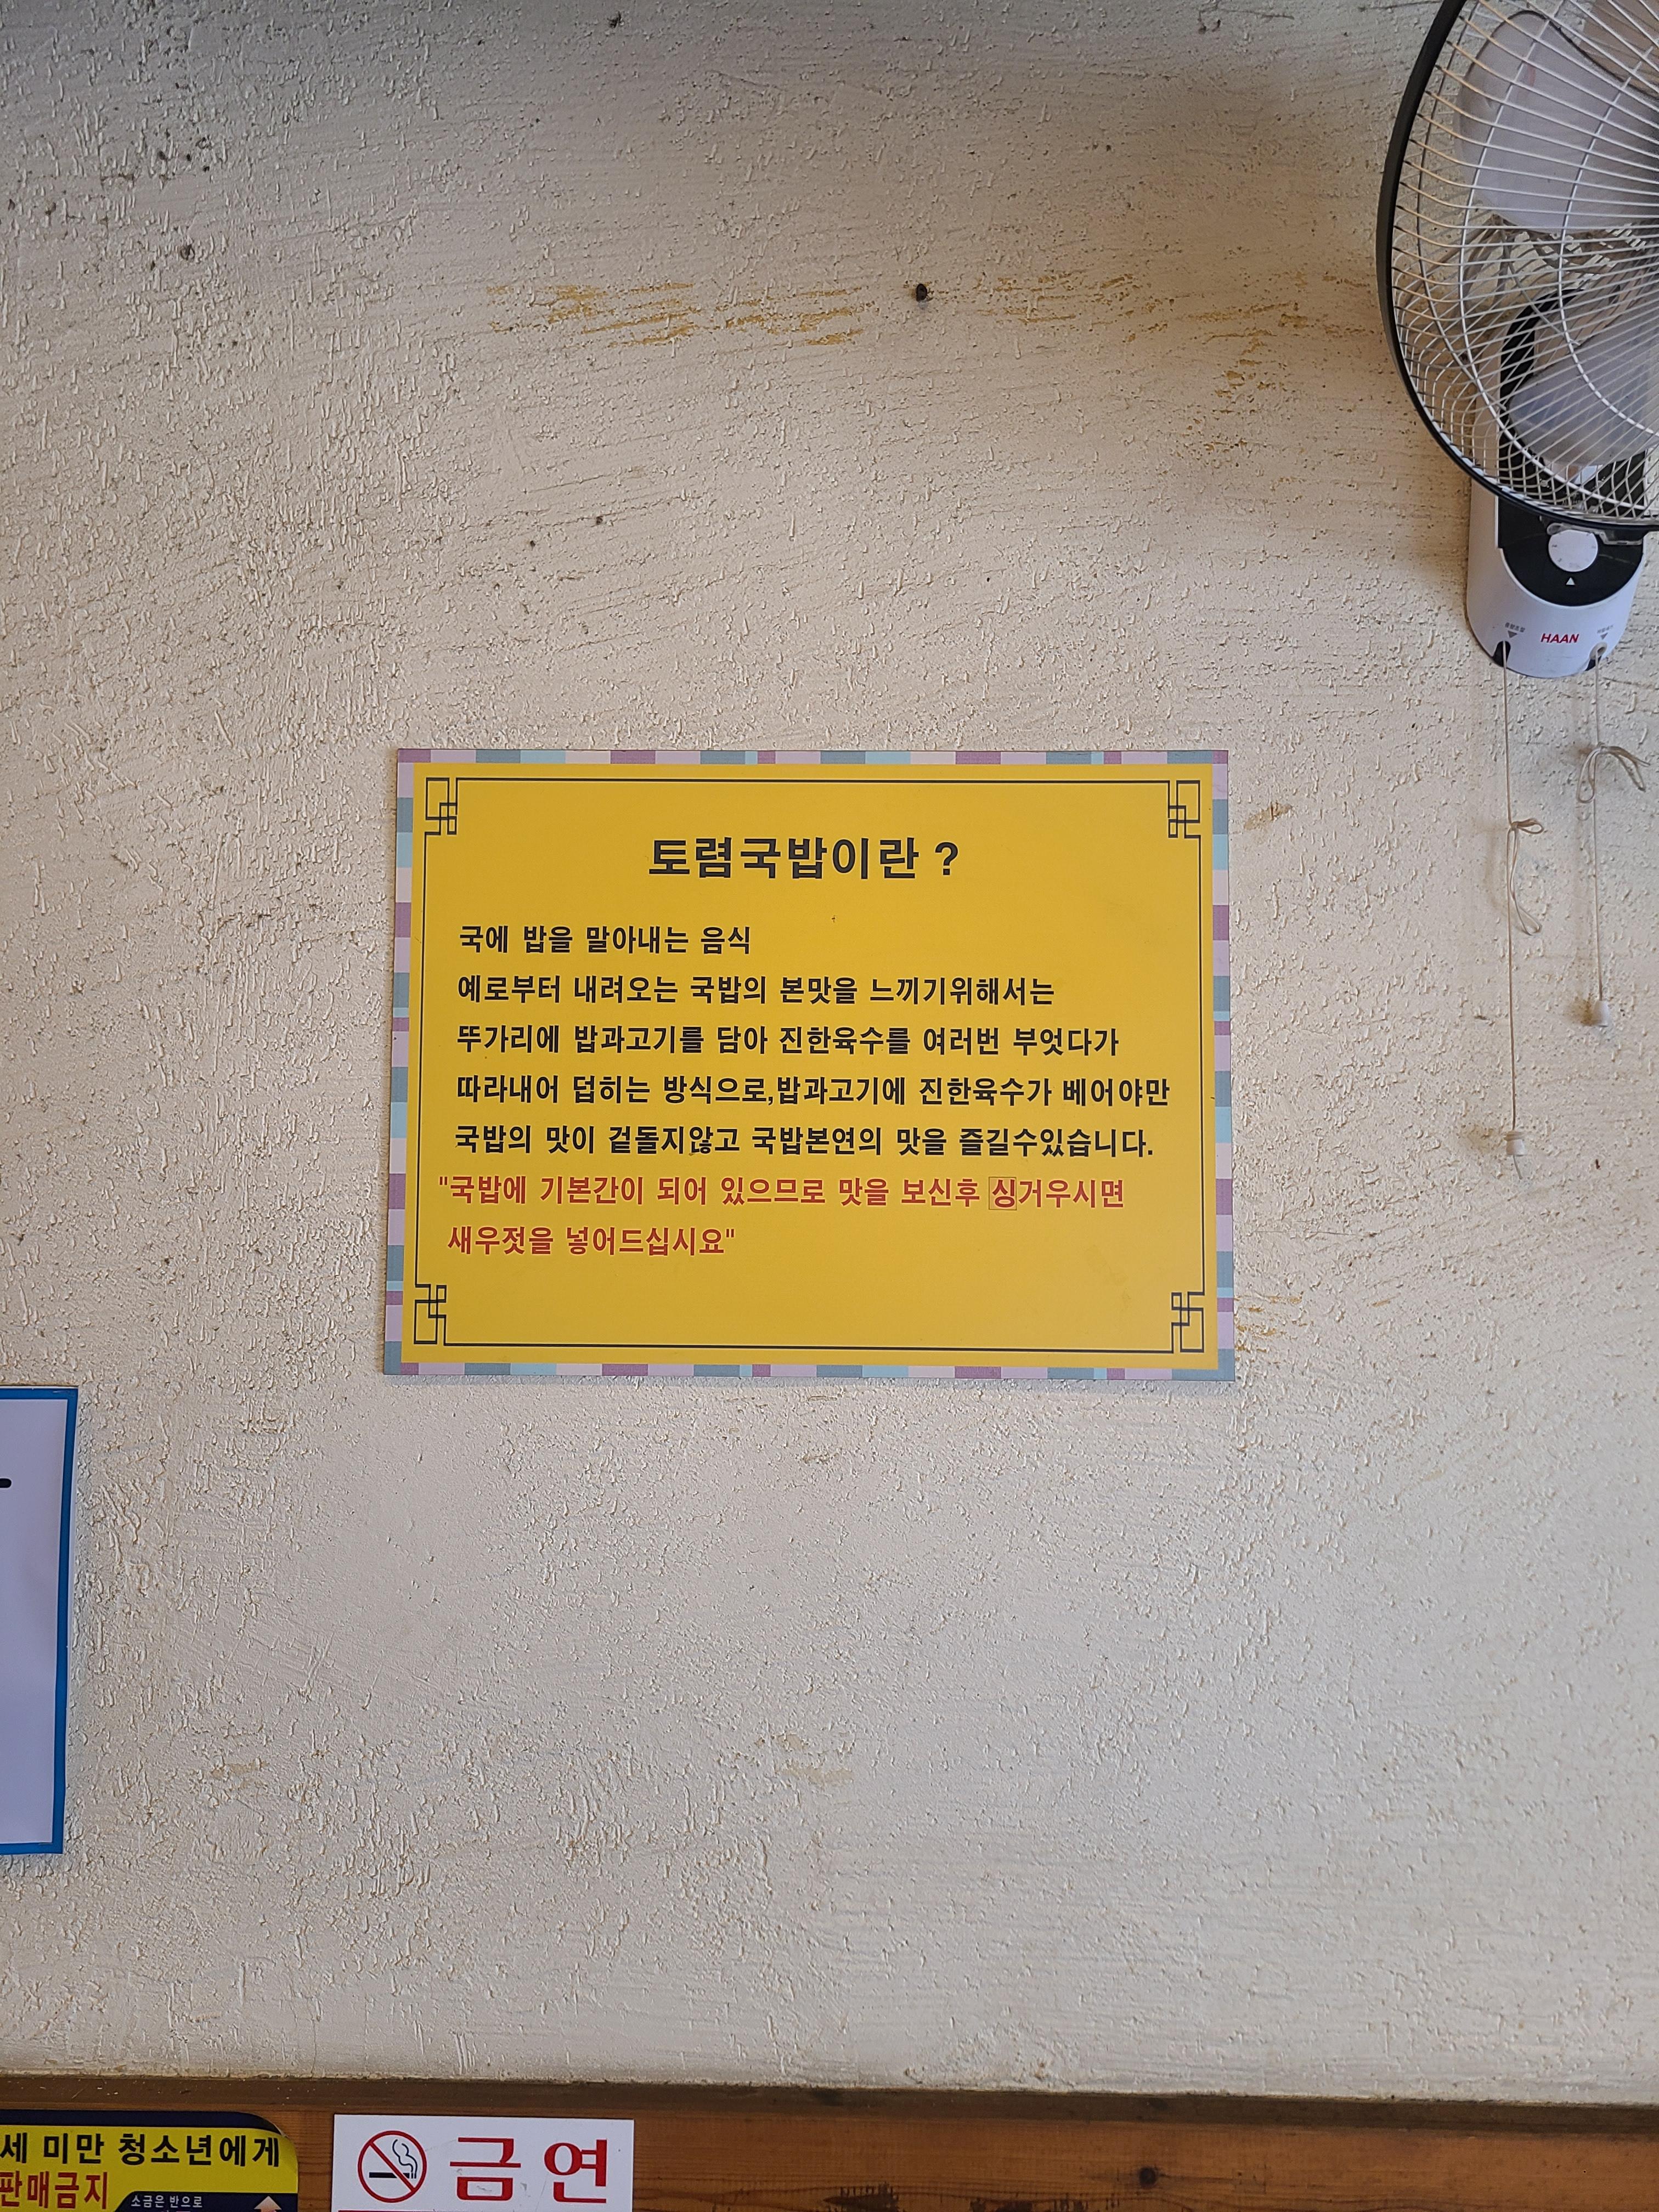 HAAN
토렴국밥이란 ?
국에 밥을 말아내는 음식
예로부터 내려오는 국밥의 본맛을 느끼기위해서는
뚜가리에 밥과고기를 담아 진한육수를 여러번 부엇다가
따라내어 덥히는 방식으로,밥과고기에 진한육수가 베어야만
국밥의 맛이 겉돌지않고 국밥본연의 맛을 즐길수있습니다.
"국밥에 기본간이 되어 있으므로 맛을 보신후 싱거우시면
새우젓을 넣어드십시요"
세 미만 청소년에게
판매금지
소금은 반으로
금연